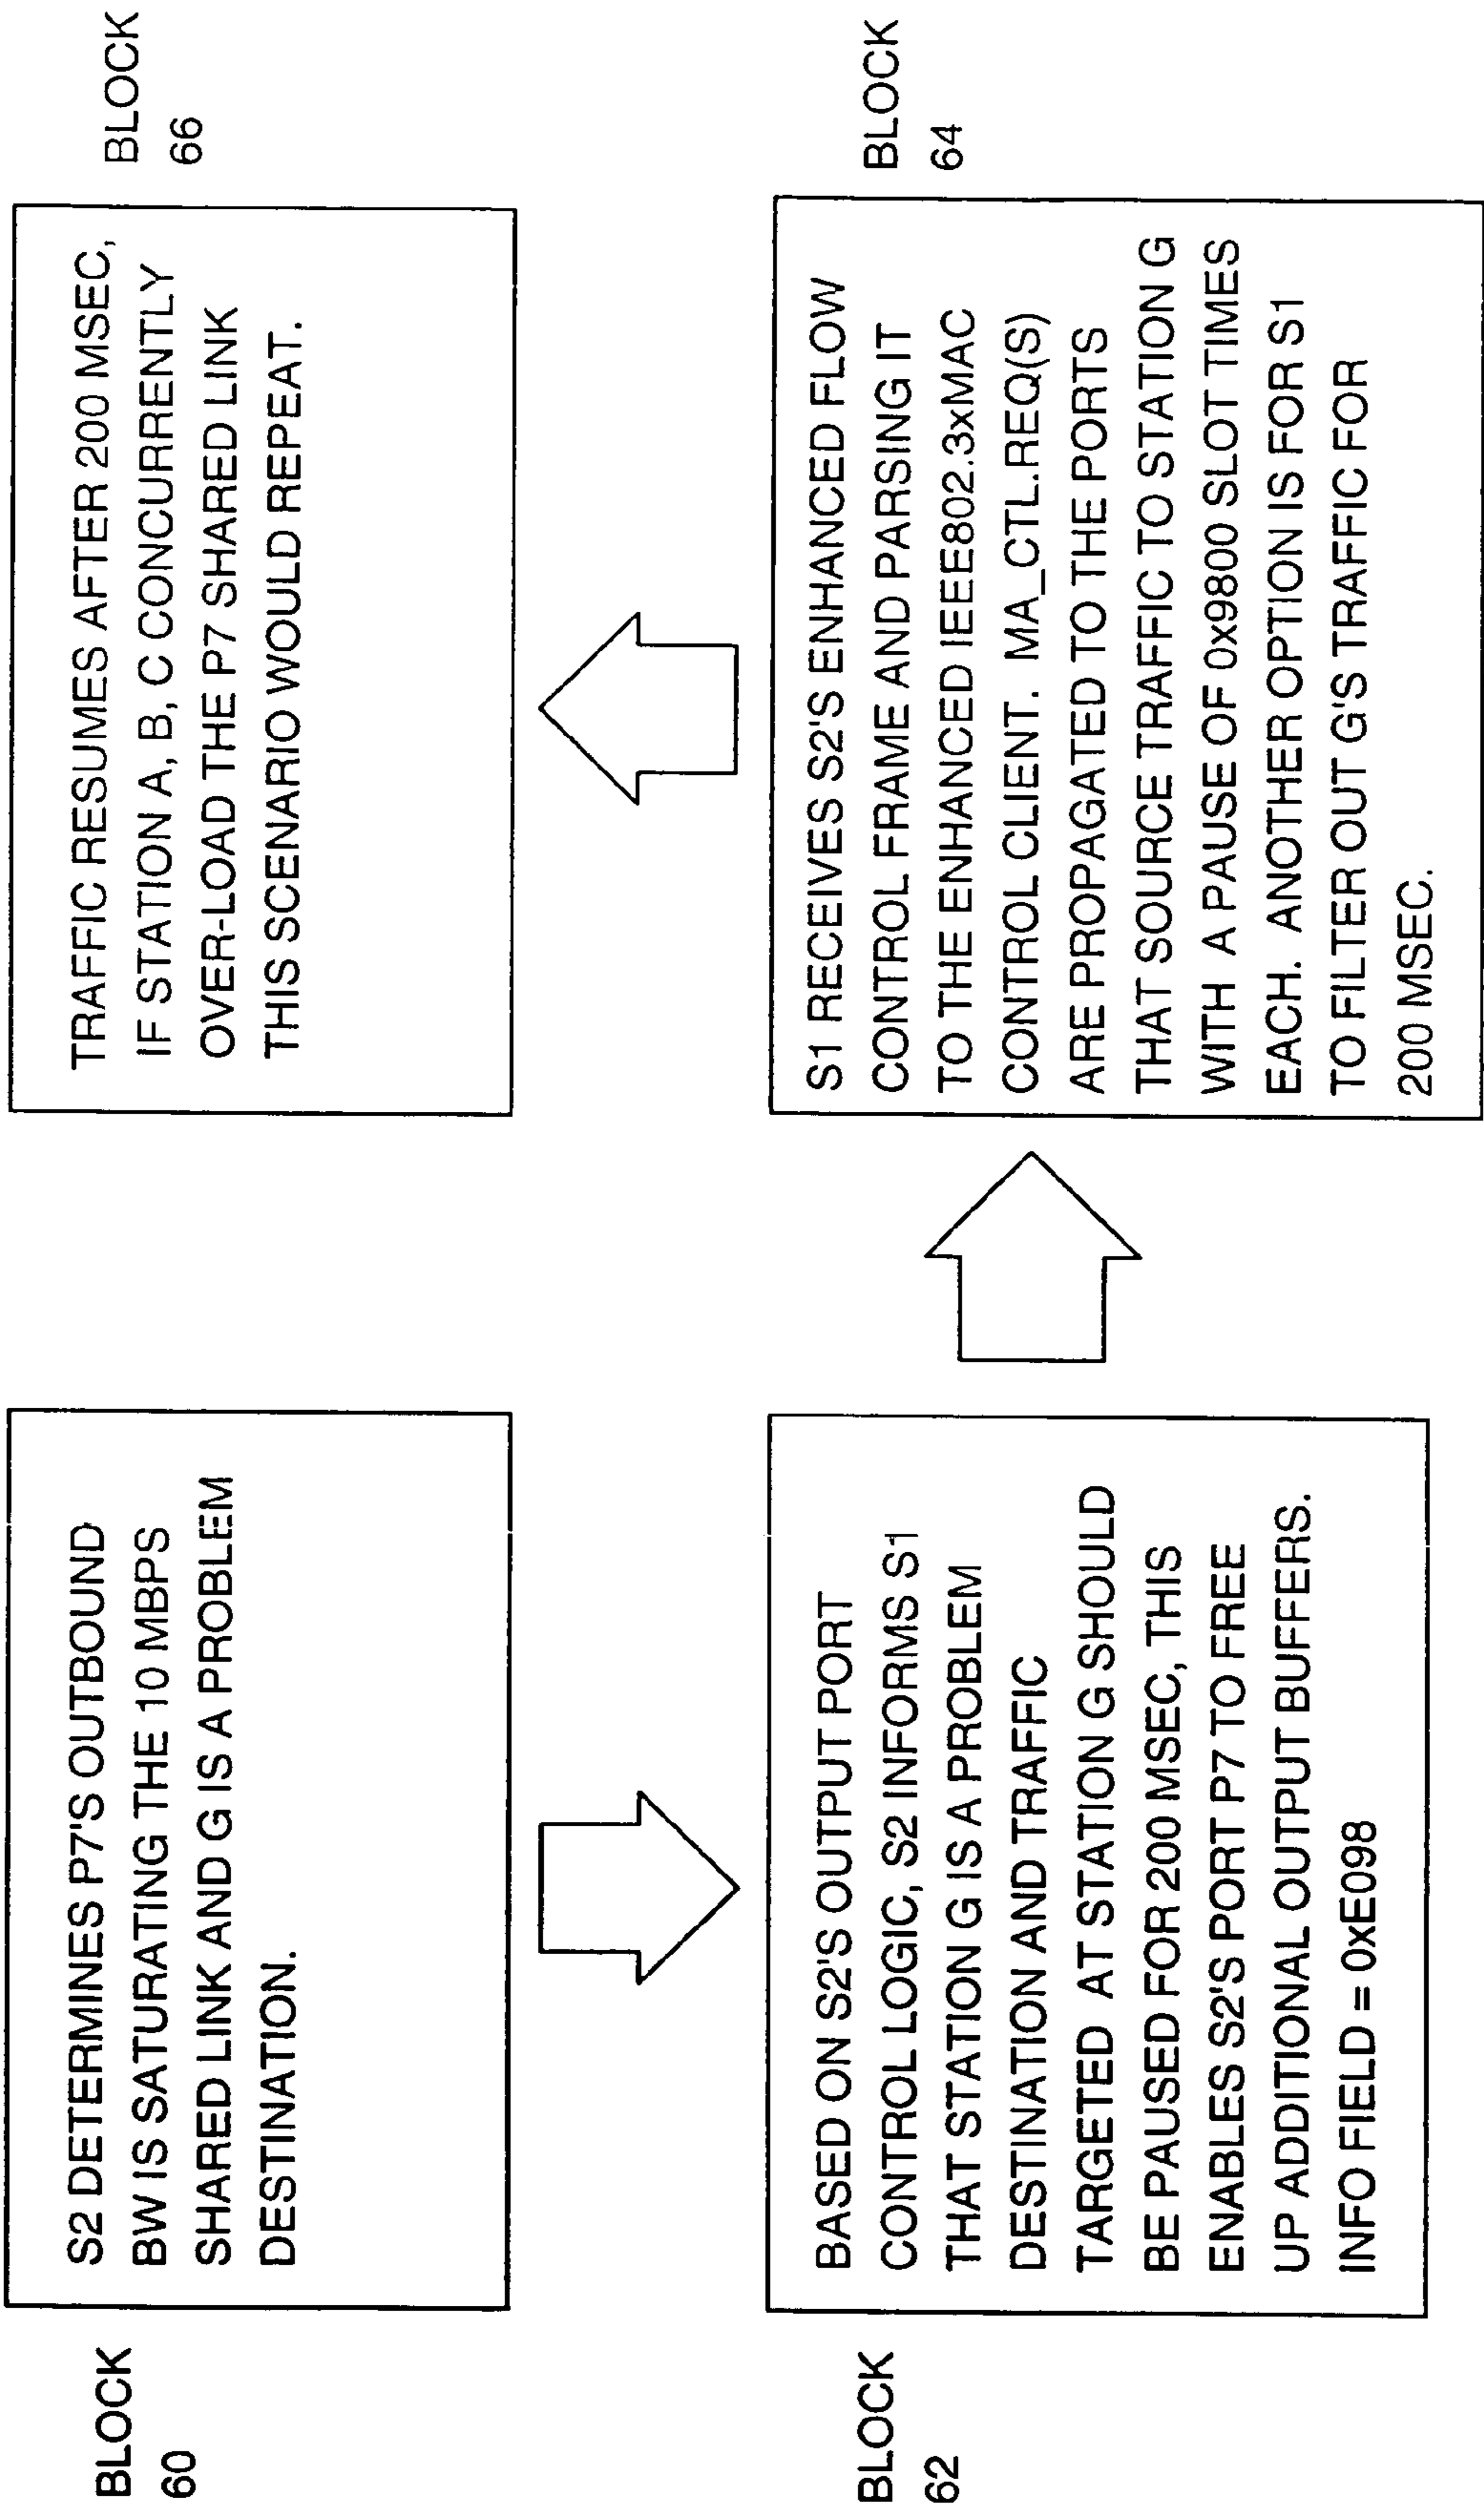 BLOCK
60
S2 DETERMINES P7'S OUTBOUND
BW IS SATURATING THE 10 MBPS
SHARED LINK AND G IS A PROBLEM
DESTINATION.
BLOCK
62
BASED ON S2'S OUTPUT PORT
CONTROL LOGIC, S2 INFORMS S1
THAT STATION G IS A PROBLEM
DESTINATION AND TRAFFIC
TARGETED AT STATION G SHOULD
BE PAUSED FOR 200 MSEC, THIS
ENABLES S2'S PORT P7 TO FREE
UP ADDITIONAL OUTPUT BUFFERS.
INFO FIELD = 0xE098
S1 RECEIVES S2'S ENHANCED FLOW
CONTROL FRAME AND PARSING IT
TO THE ENHANCED IEEE802.3xMAC
CONTROL CLIENT. MA_CTL.REQ(S)
ARE PROPAGATED TO THE PORTS
THAT SOURCE TRAFFIC TO STATION G
WITH A PAUSE OF 0x9800 SLOT TIMES
EACH. ANOTHER OPTION IS FOR S1
TO FILTER OUT G'S TRAFFIC FOR
200 MSEC.
BLOCK
64
TRAFFIC RESUMES AFTER 200 MSEC,
IF STATION A, B, C CONCURRENTLY
OVER-LOAD THE P7 SHARED LINK
THIS SCENARIO WOULD REPEAT.
BLOCK
66